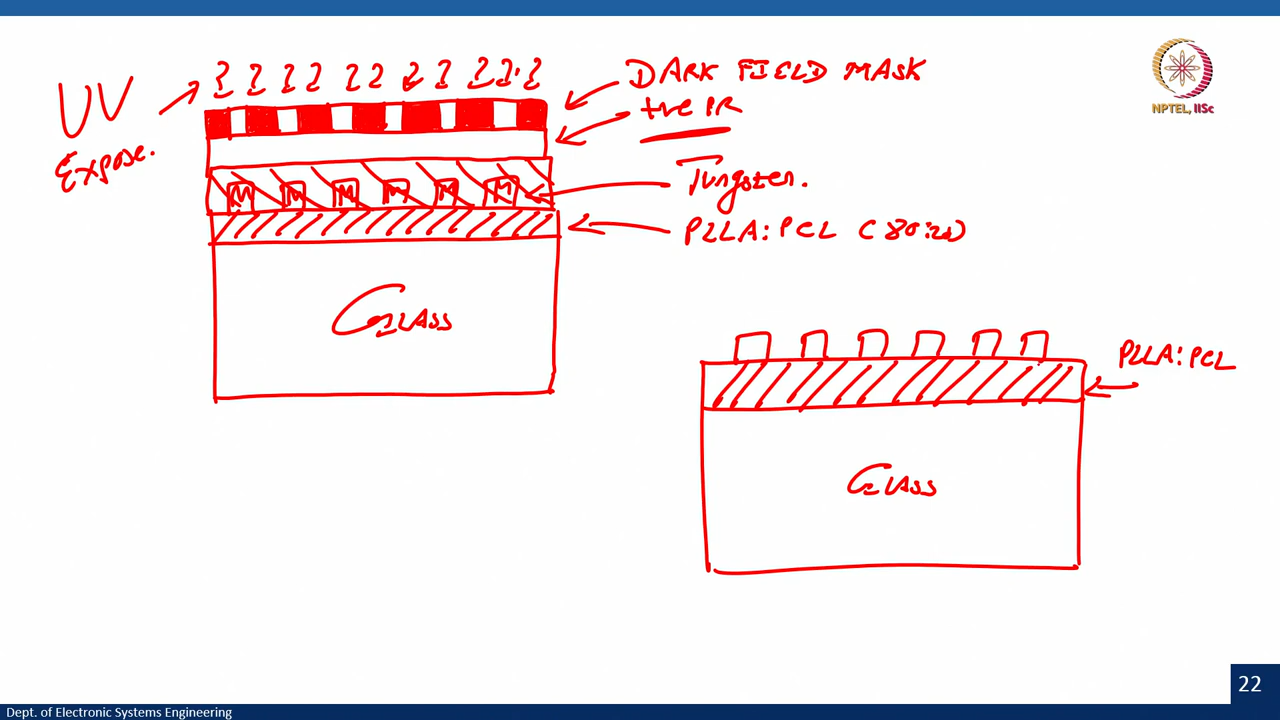 UV
Expose.
DARK FIELD MASK
+ve PR
Tungsten.
PLLA:PCL (80:20)
M M M M M M
GLASS
PLLA:PCL
GLASS
NPTEL, IISc
22
Dept. of Electronic Systems Engineering